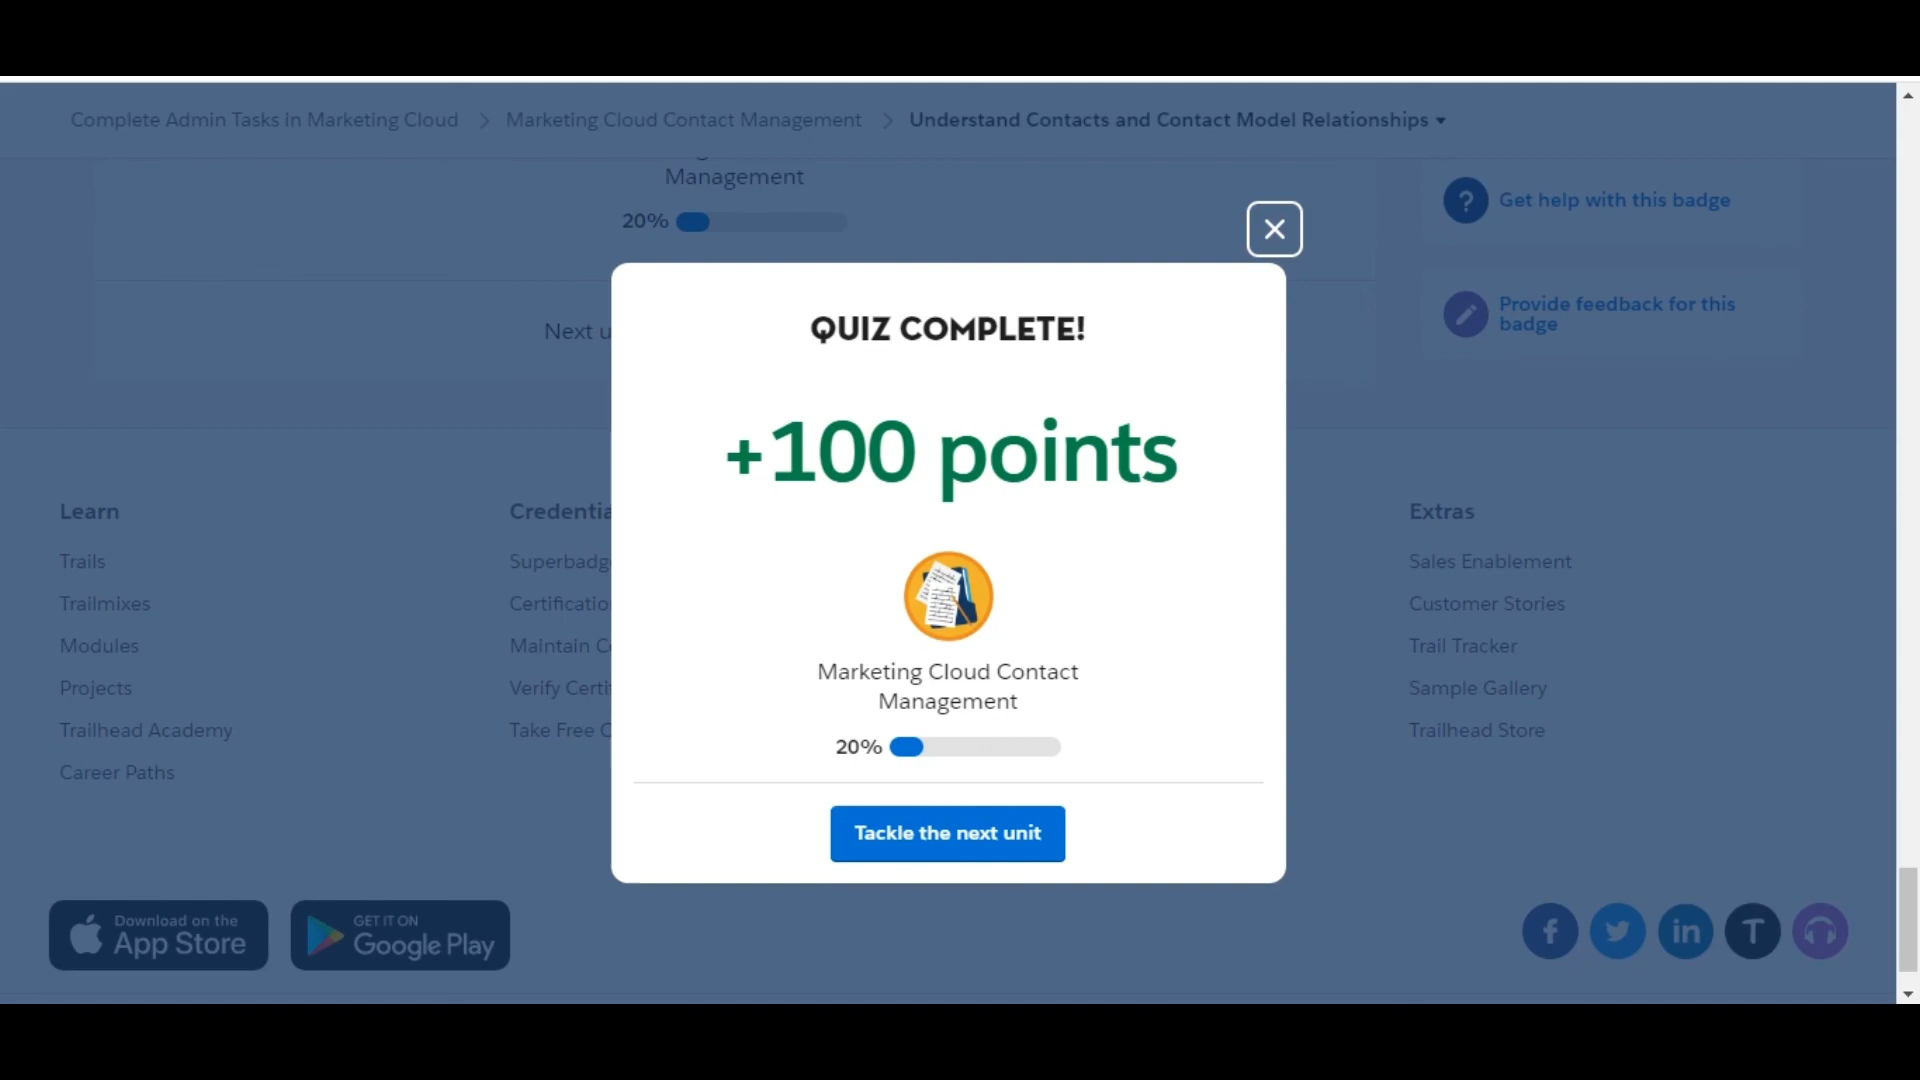 Complete Admin Tasks in Marketing Cloud > Marketing Cloud Contact Management > Understand Contacts and Contact Model Relationships
Management
20%
Get help with this badge
Provide feedback for this
badge
Next u
QUIZ COMPLETE!
+100 points
Marketing Cloud Contact
Management
20%
Tackle the next unit
Learn
Trails
Trailmixes
Modules
Projects
Trailhead Academy
Career Paths
Credentia
Superbadg
Certificatio
Maintain C
Verify Certi
Take Free C
Extras
Sales Enablement
Customer Stories
Trail Tracker
Sample Gallery
Trailhead Store
Download on the
App Store
GET IT ON
Google Play